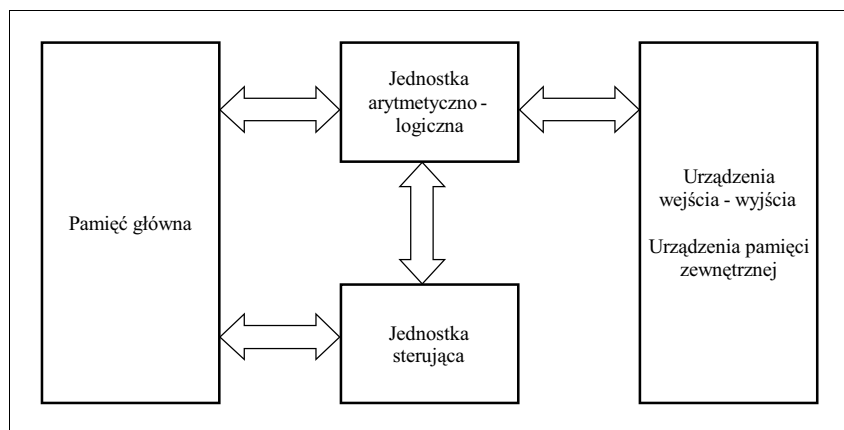 Pamięć główna
Jednostka
arytmetyczno -
logiczna
Jednostka
sterująca
Urządzenia
wejścia - wyjścia
Urządzenia pamięci
zewnętrznej